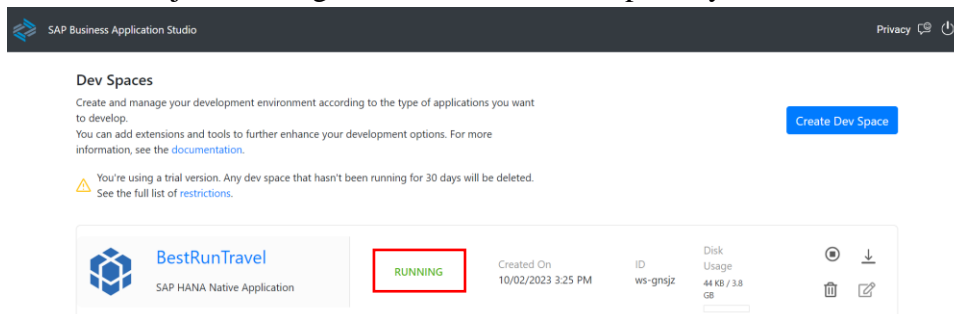 SAP Business Application Studio
Privacy
Dev Spaces
Create and manage your development environment according to the type of applications you want
to develop.
You can add extensions and tools to further enhance your development options. For more
information, see the documentation.
Create Dev Space
You're using a trial version. Any dev space that hasn't been running for 30 days will be deleted.
See the full list of restrictions.
BestRunTravel
SAP HANA Native Application
RUNNING
Created On
10/02/2023 3:25 PM
ID
ws-gnsjz
Disk
Usage
44 KB / 3.8
GB